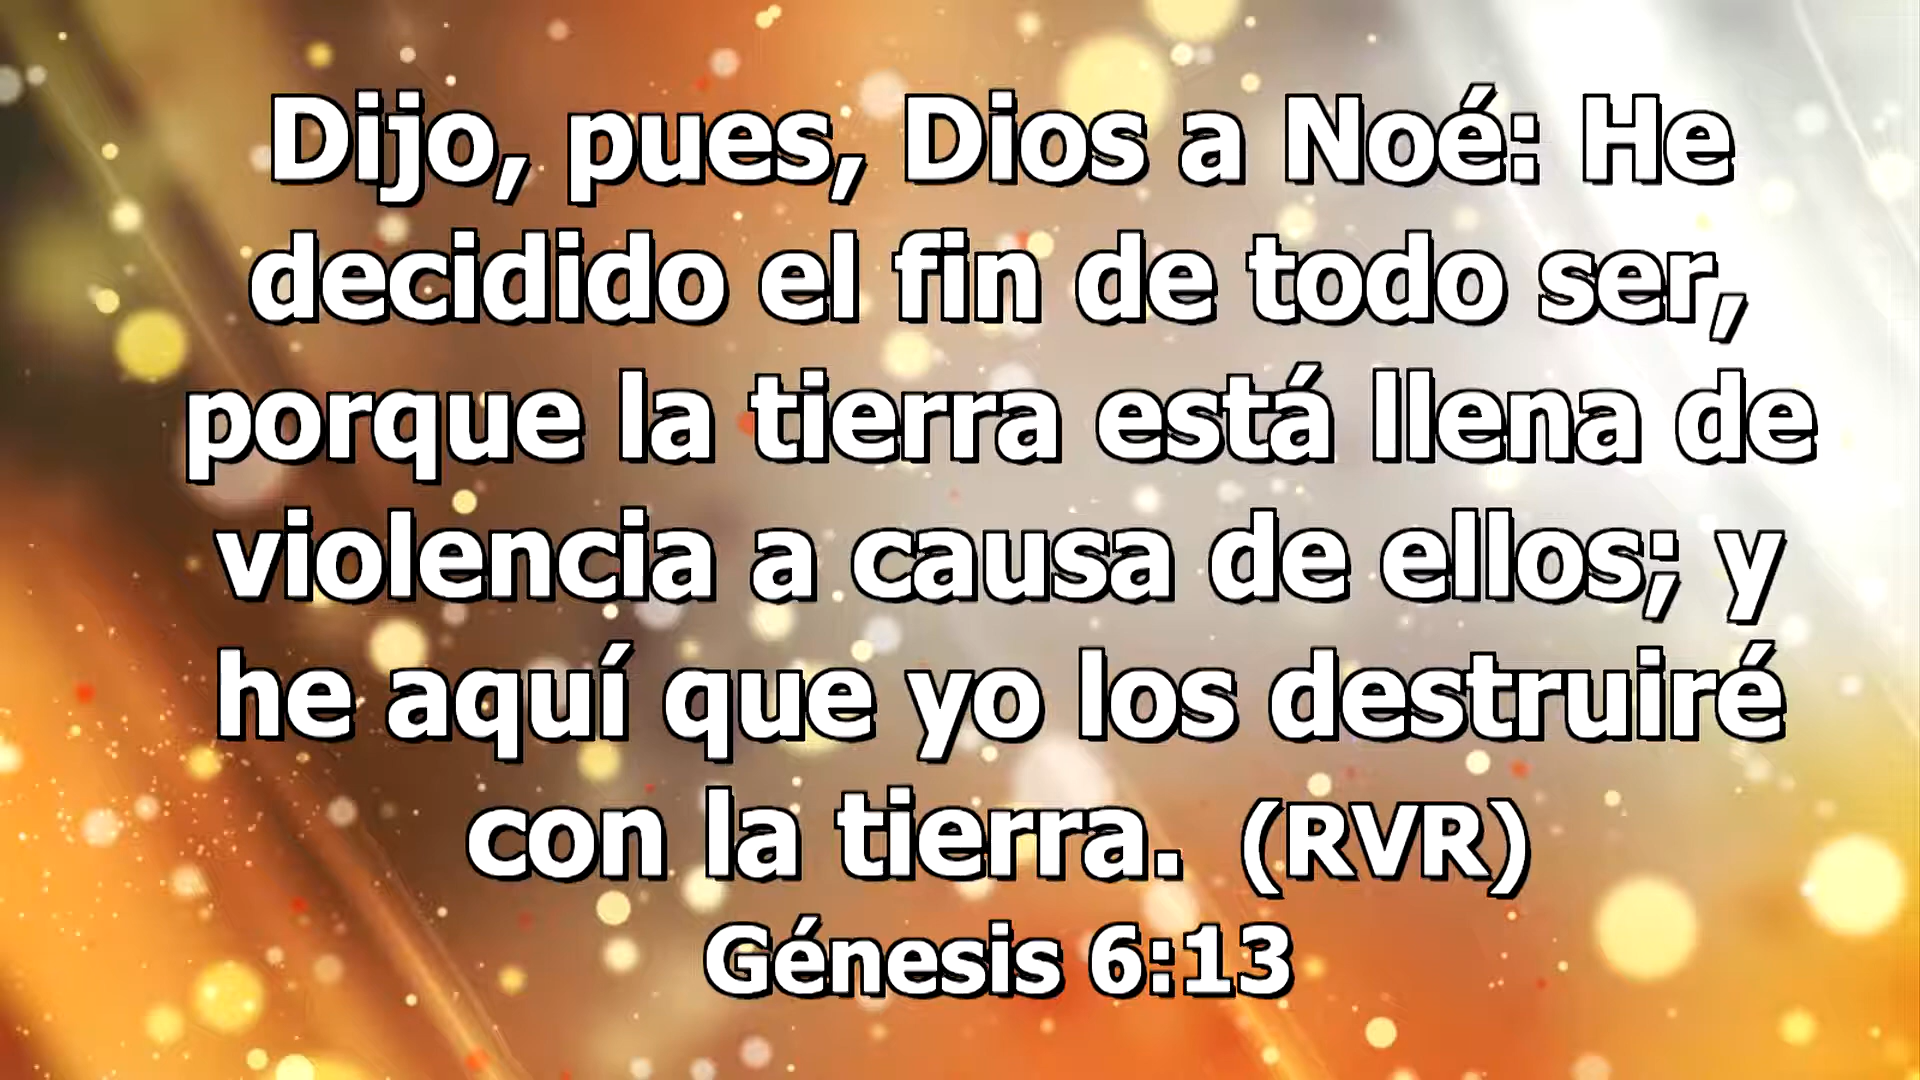 Dijo, pues, Dios a Noé: He
decidido el fin de todo ser,
porque la tierra está llena de
violencia a causa de ellos; y
he aquí que yo los destruiré
con la tierra. (RVR)
Génesis 6:13